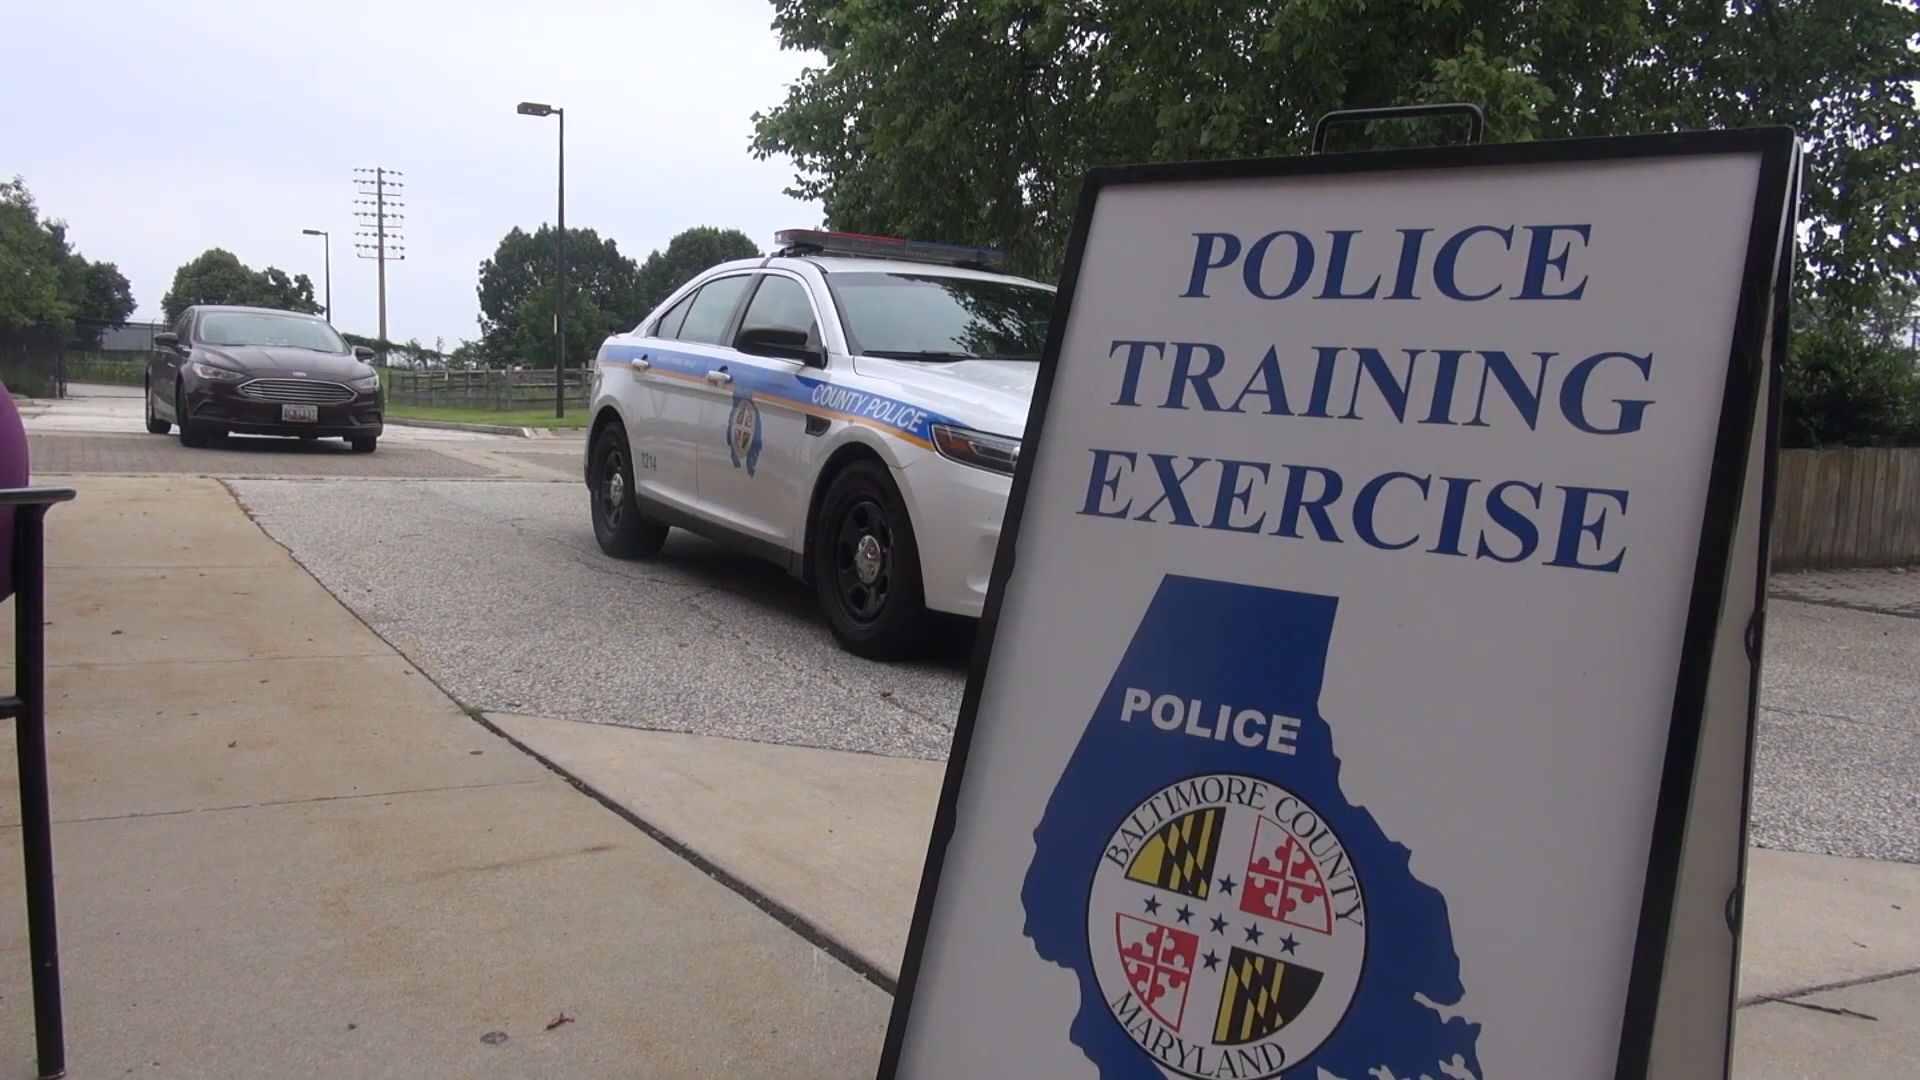 POLICE
TRAINING
EXERCISE
POLICE
BALTIMORE COUNTY
MARYLAND
COUNTY POLICE
1214